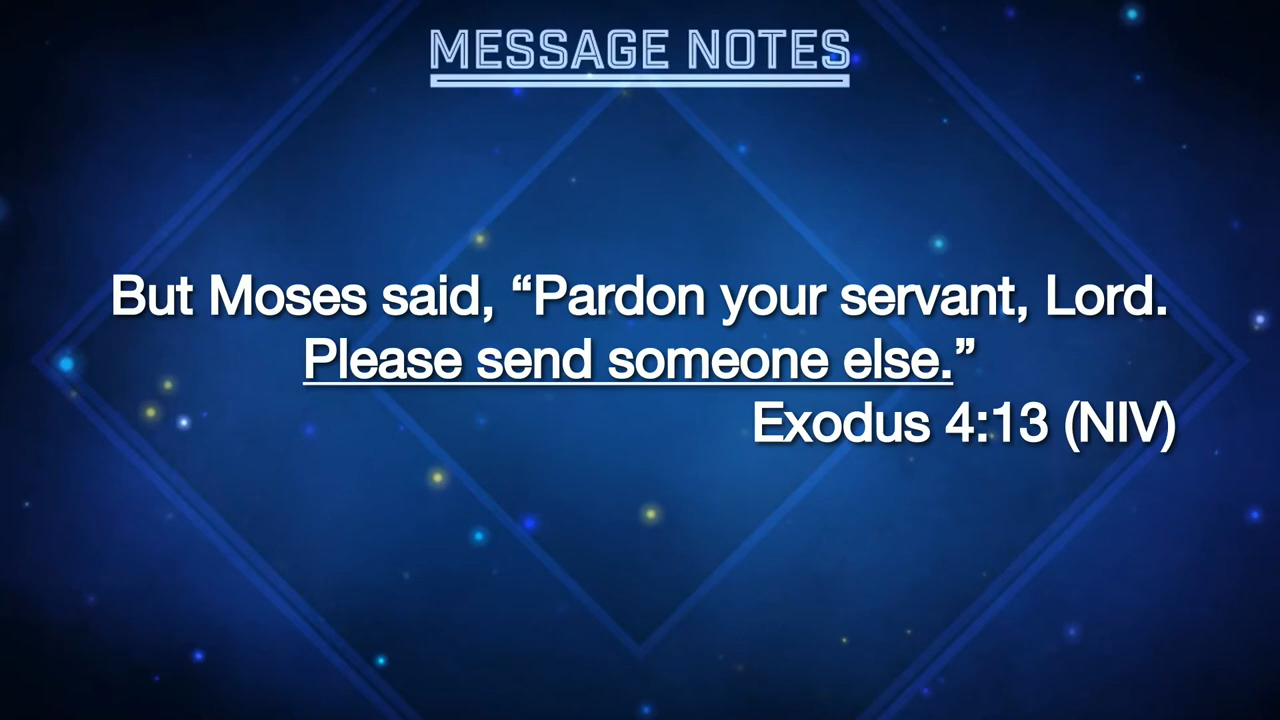 MESSAGE NOTES
But Moses said, “Pardon your servant, Lord.
Please send someone else.”
Exodus 4:13 (NIV)